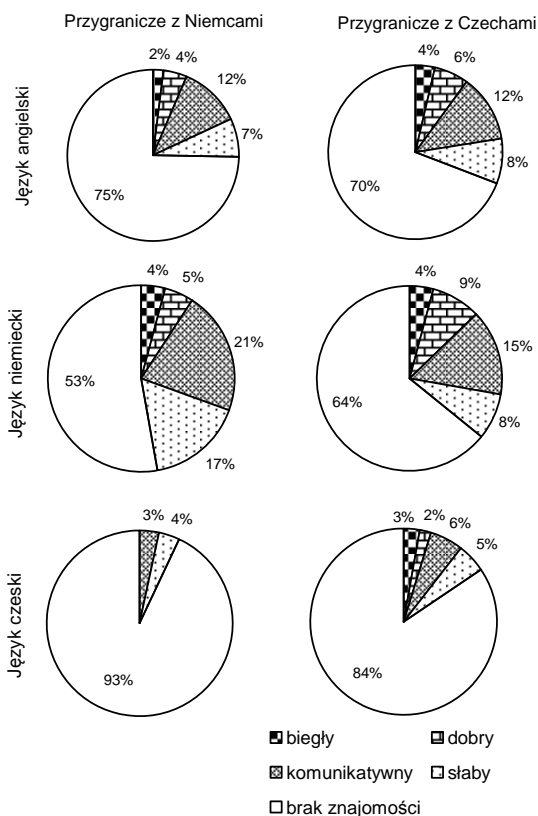 Przygranicze z Niemcami
Przygranicze z Czechami
Język angielski
2% 4%
12%
7%
75%
4% 6%
12%
8%
70%
Język niemiecki
4% 5%
21%
17%
53%
4% 9%
15%
8%
64%
Język czeski
3% 4%
93%
3% 2% 6%
5%
84%
biegły dobry
komunikatywny słaby
brak znajomości